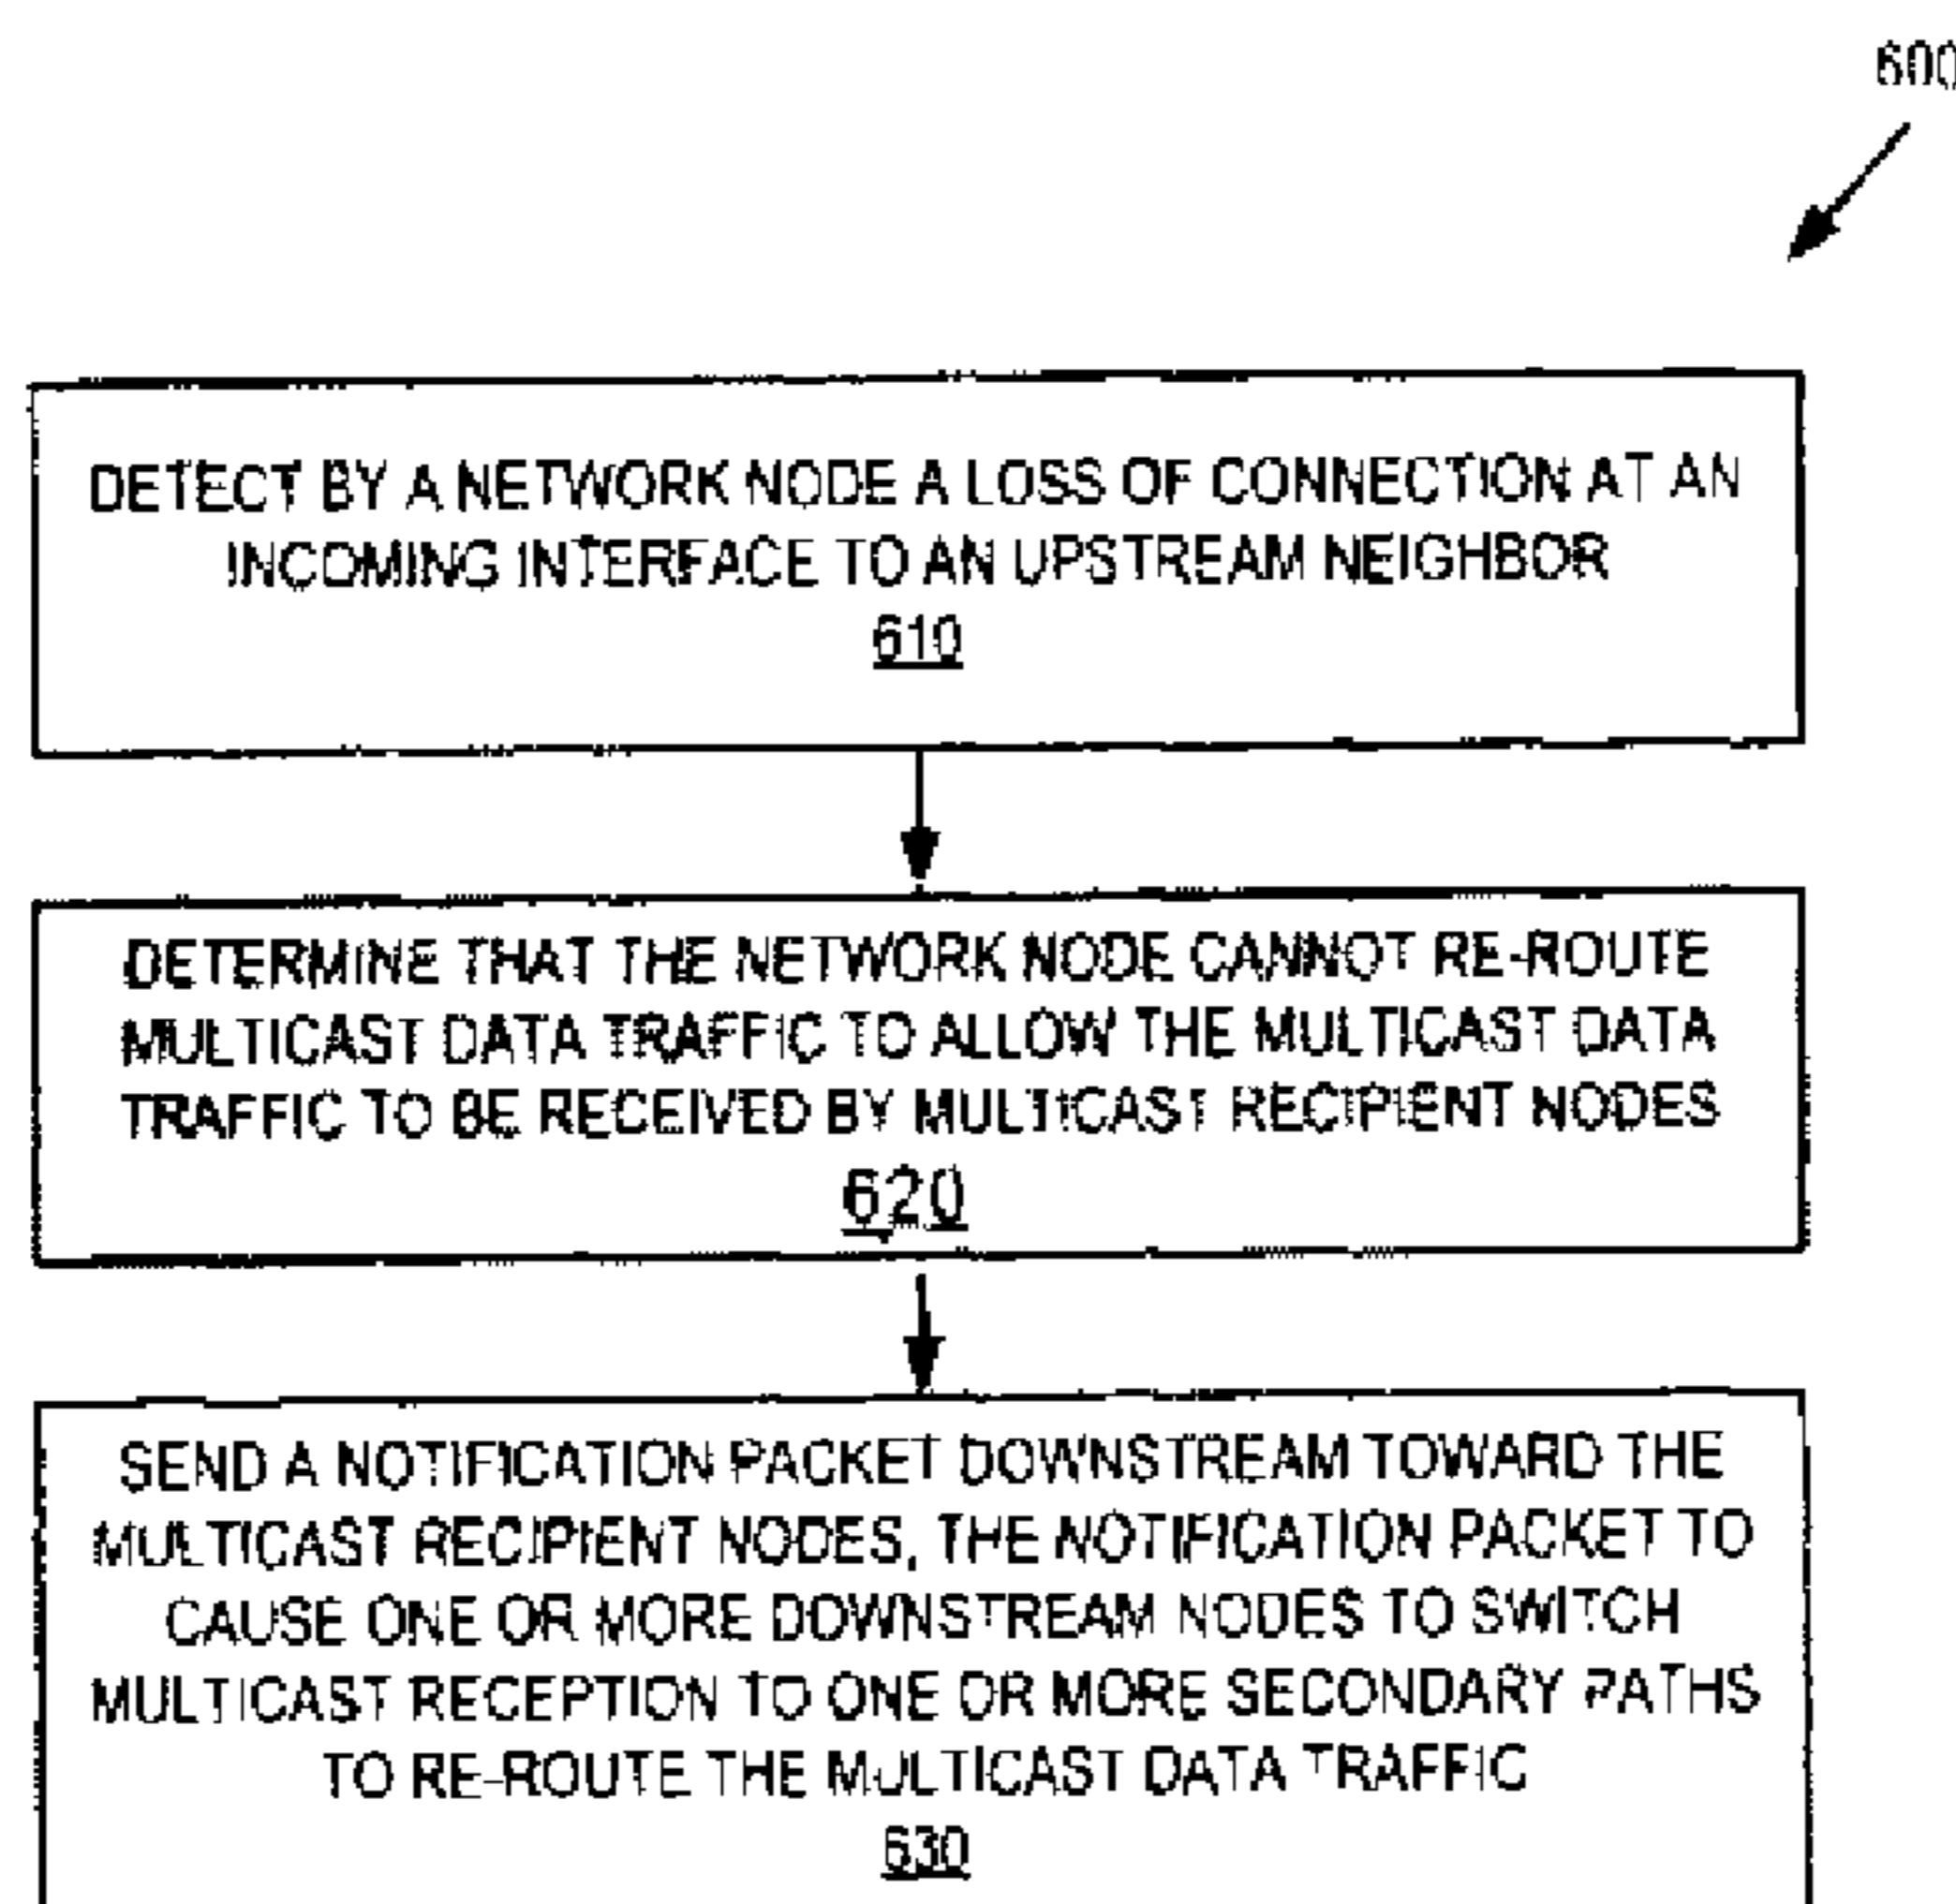 600
DETECT BY A NETWORK NODE A LOSS OF CONNECTION AT AN
INCOMING INTERFACE TO AN UPSTREAM NEIGHBOR
610
DETERMINE THAT THE NETWORK NODE CANNOT RE-ROUTE
MULTICAST DATA TRAFFIC TO ALLOW THE MULTICAST DATA
TRAFFIC TO BE RECEIVED BY MULTICAST RECIPIENT NODES
620
SEND A NOTIFICATION PACKET DOWNSTREAM TOWARD THE
MULTICAST RECIPIENT NODES, THE NOTIFICATION PACKET TO
CAUSE ONE OR MORE DOWNSTREAM NODES TO SWITCH
MULTICAST RECEPTION TO ONE OR MORE SECONDARY PATHS
TO RE-ROUTE THE MULTICAST DATA TRAFFIC
630